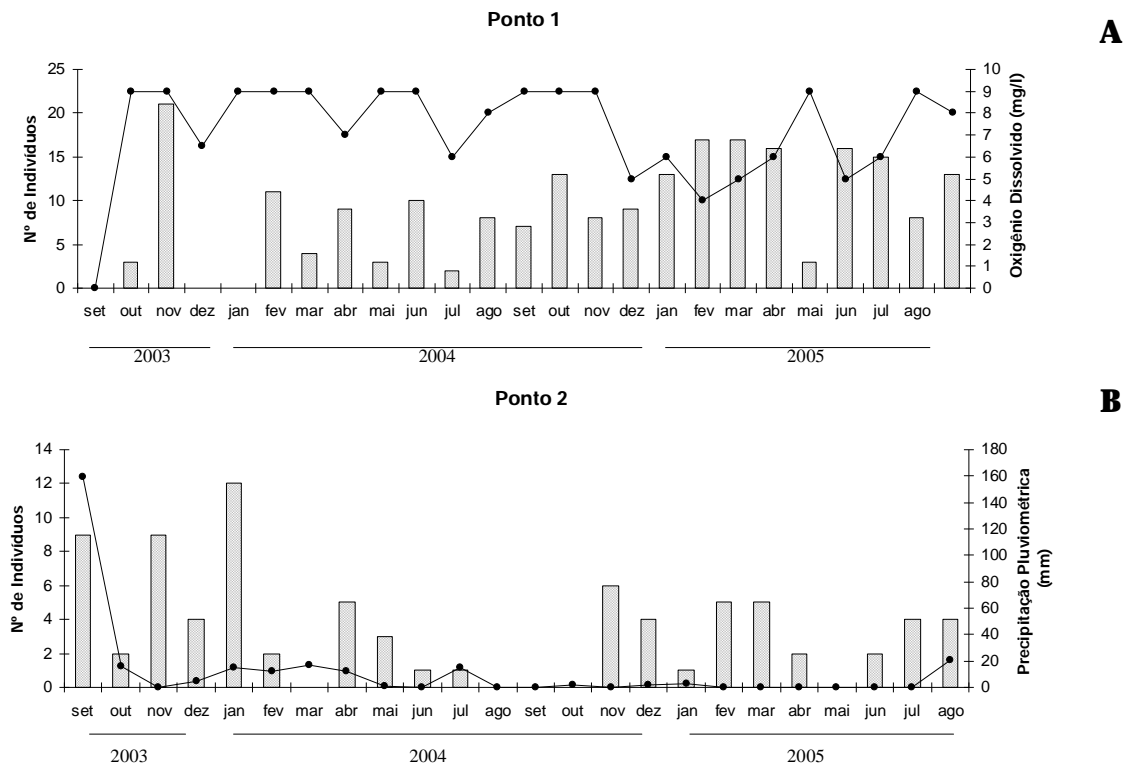 Ponto 1
A
Nº de Indivíduos
25
20
15
10
5
0
10
9
8
7
6
5
4
3
2
1
0
Oxigênio Dissolvido (mg/l)
set out nov dez jan fev mar abr mai jun jul ago set out nov dez jan fev mar abr mai jun jul ago
2003 2004 2005
Ponto 2
B
Nº de Indivíduos
14
12
10
8
6
4
2
0
180
160
140
120
100
80
60
40
20
0
Precipitação Pluviométrica
(mm)
set out nov dez jan fev mar abr mai jun jul ago set out nov dez jan fev mar abr mai jun jul ago
2003 2004 2005